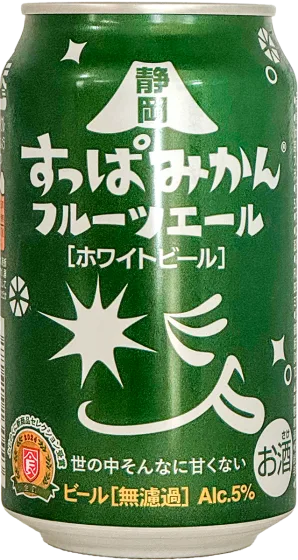 静岡
すっぱみかん®
フルーツエール
[ホワイトビール]
世の中そんなに甘くない
お酒
ビール[無濾過] Alc.5%